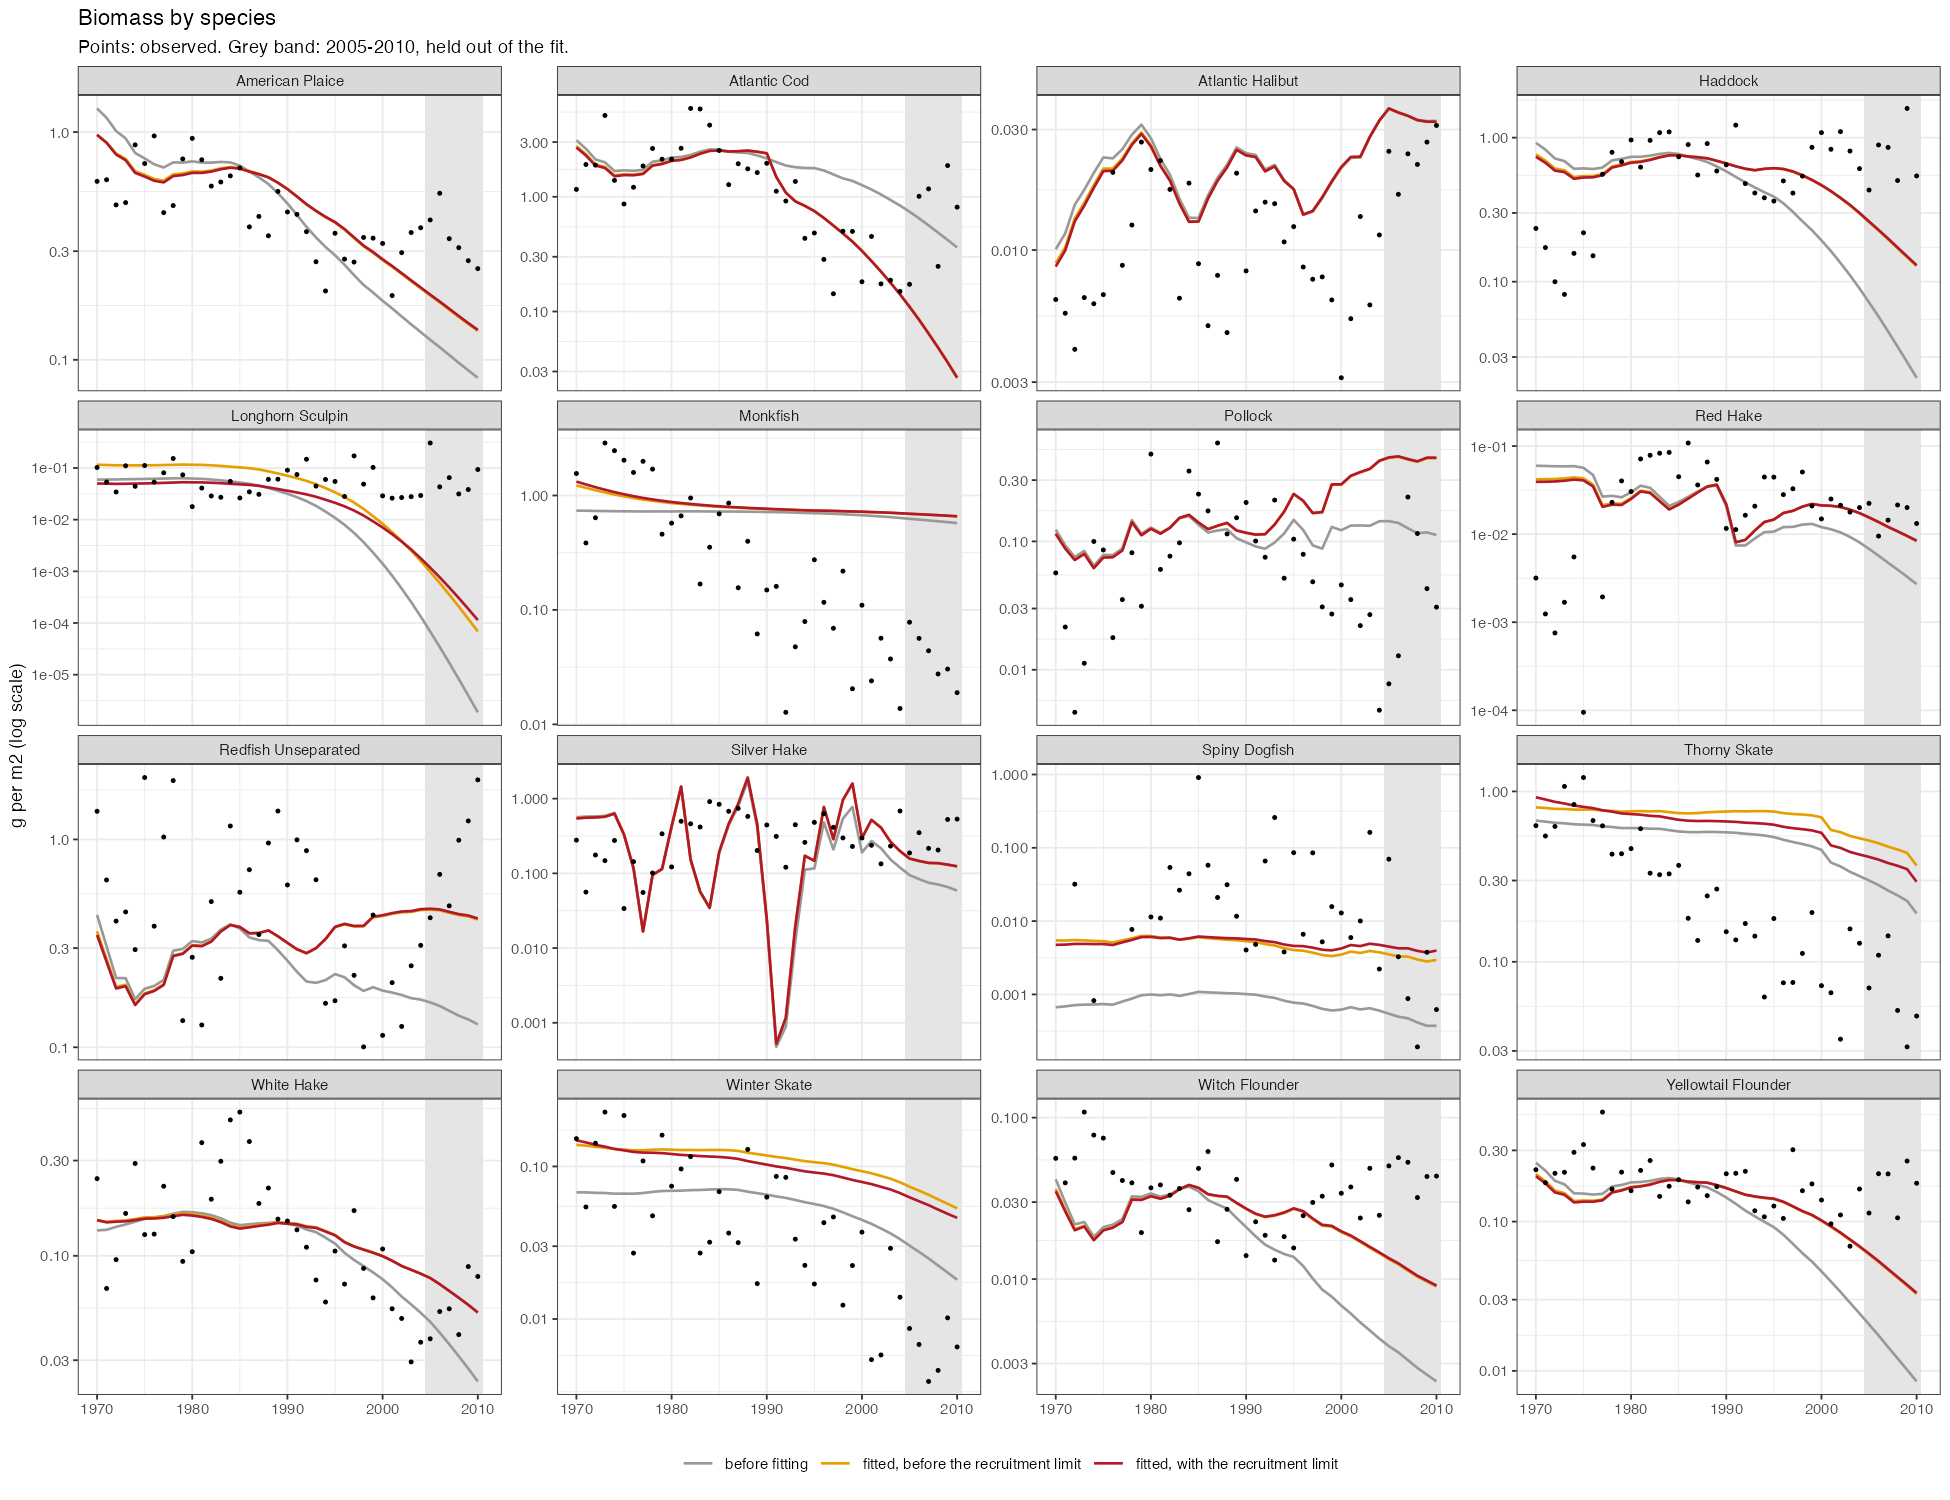 Biomass by species
Points: observed. Grey band: 2005-2010, held out of the fit.
American Plaice
Atlantic Cod
Atlantic Halibut
Haddock
1.0
0.3
0.1
3.00
1.00
0.30
0.10
0.03
0.030
0.010
0.003
1.00
0.30
0.10
0.03
Longhorn Sculpin
Monkfish
Pollock
Red Hake
1e-01
1e-02
1e-03
1e-04
1e-05
1.00
0.10
0.01
0.30
0.10
0.03
0.01
1e-01
1e-02
1e-03
1e-04
g per m2 (log scale)
Redfish Unseparated
Silver Hake
Spiny Dogfish
Thorny Skate
1.0
0.3
0.1
1.000
0.100
0.010
0.001
1.000
0.100
0.010
0.001
1.00
0.30
0.10
0.03
White Hake
Winter Skate
Witch Flounder
Yellowtail Flounder
0.30
0.10
0.03
0.10
0.03
0.01
0.100
0.030
0.010
0.003
0.30
0.10
0.03
0.01
1970 1980 1990 2000 2010
1970 1980 1990 2000 2010
1970 1980 1990 2000 2010
1970 1980 1990 2000 2010
before fitting
fitted, before the recruitment limit
fitted, with the recruitment limit